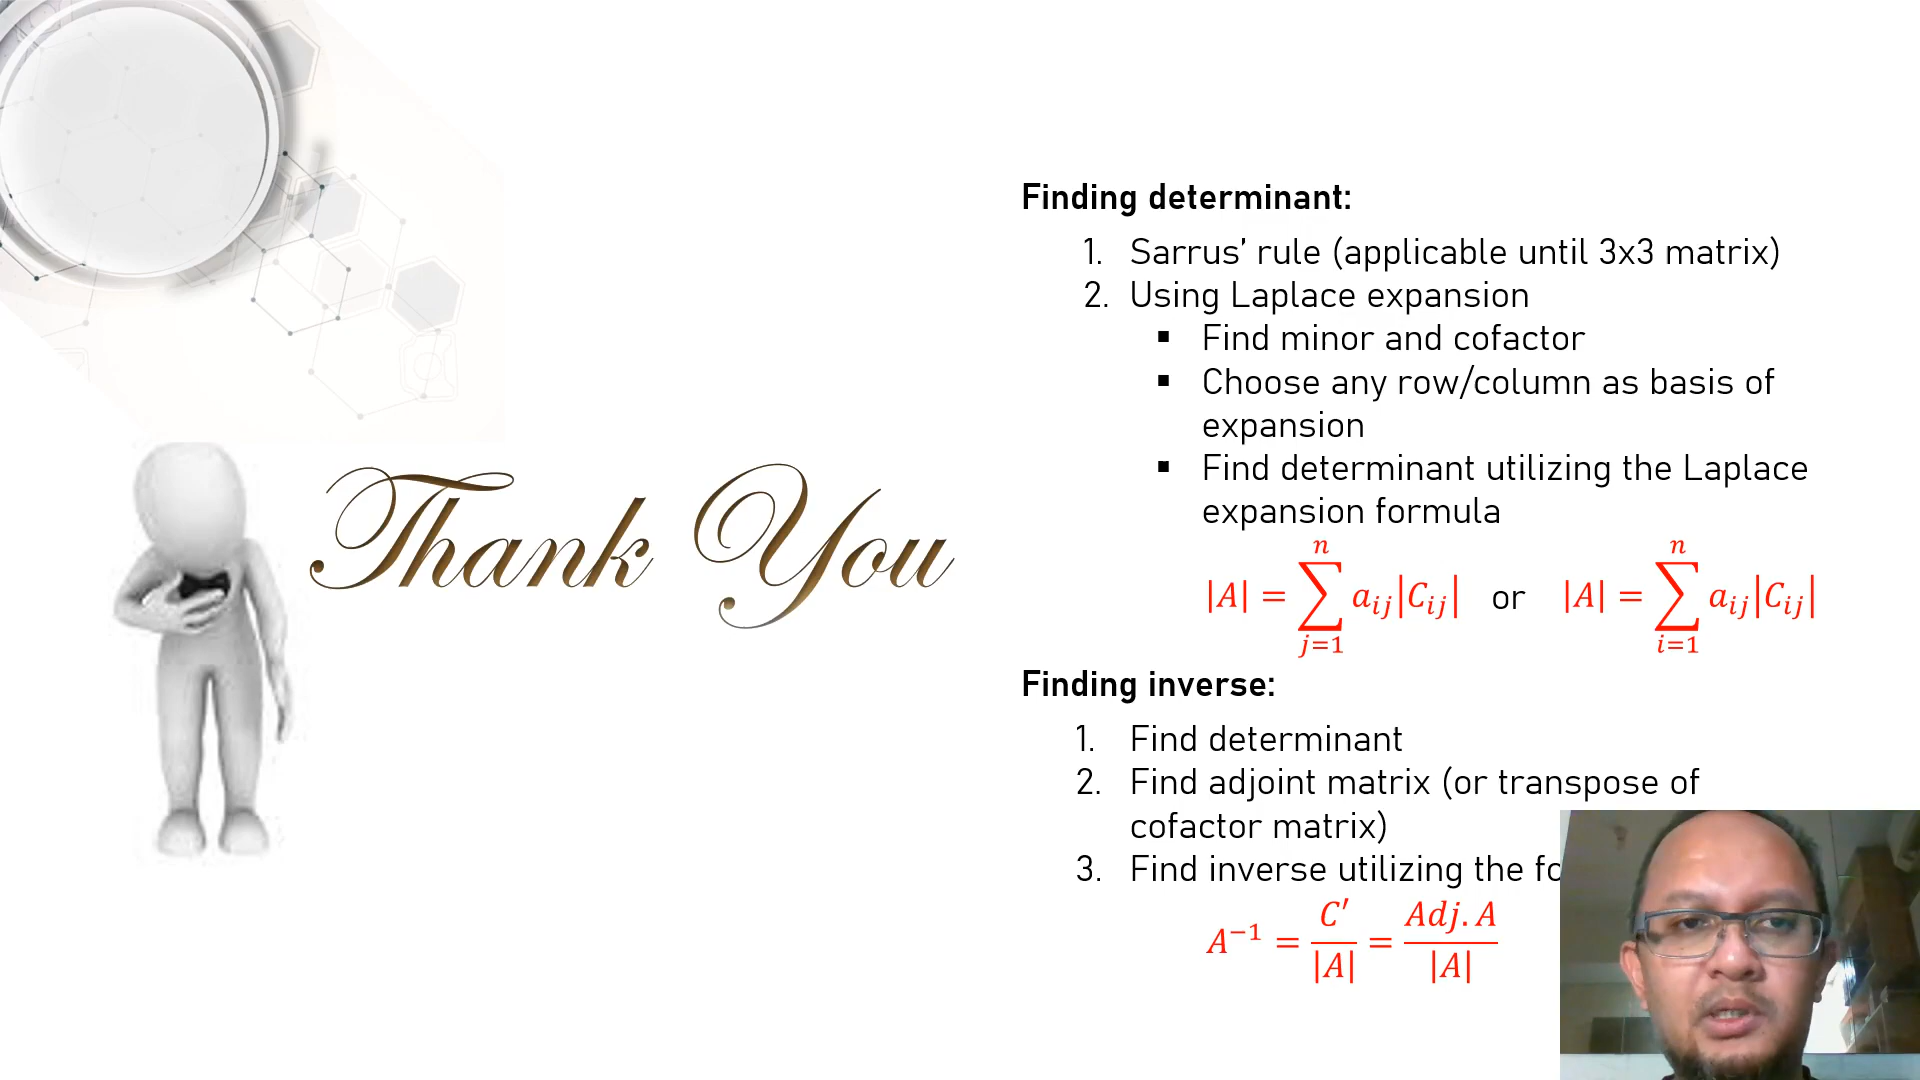 Thank You
Finding determinant:
1. Sarrus’ rule (applicable until 3x3 matrix)
2. Using Laplace expansion
▪ Find minor and cofactor
▪ Choose any row/column as basis of
expansion
▪ Find determinant utilizing the Laplace
expansion formula
|A| = ∑_{j=1}^{n} a_{ij}|C_{ij}| or |A| = ∑_{i=1}^{n} a_{ij}|C_{ij}|
Finding inverse:
1. Find determinant
2. Find adjoint matrix (or transpose of
cofactor matrix)
3. Find inverse utilizing the
A⁻¹ = C′/|A| = Adj. A/|A|